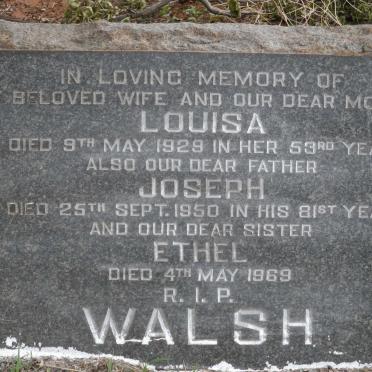 IN LOVING MEMORY OF
BELOVED WIFE AND OUR DEAR MO
LOUISA
DIED 9TH MAY 1929 IN HER 53RD YEA
ALSO OUR DEAR FATHER
JOSEPH
DIED 25TH SEPT. 1950 IN HIS 81ST YEA
AND OUR DEAR SISTER
ETHEL
DIED 4TH MAY 1969
R. I. P.
WALSH